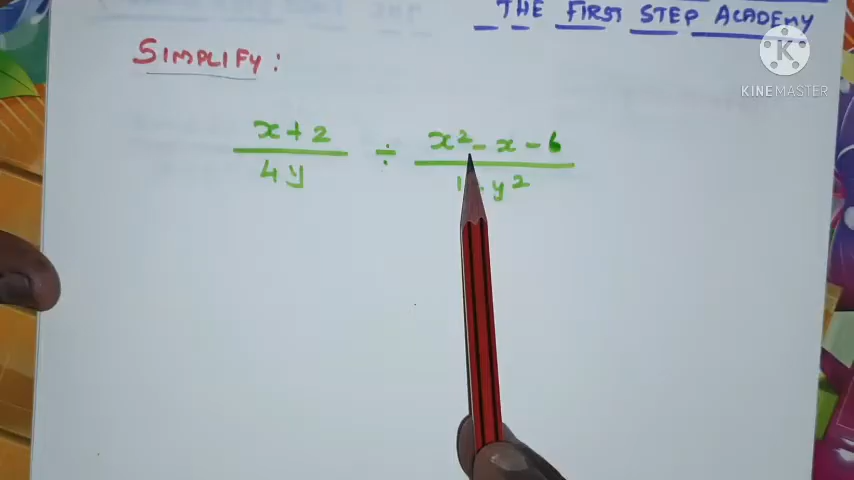 THE FIRST STEP ACADEMY
K
KINEMASTER
SIMPLIFY:
x+2 ÷ x²-x-6
4y y²